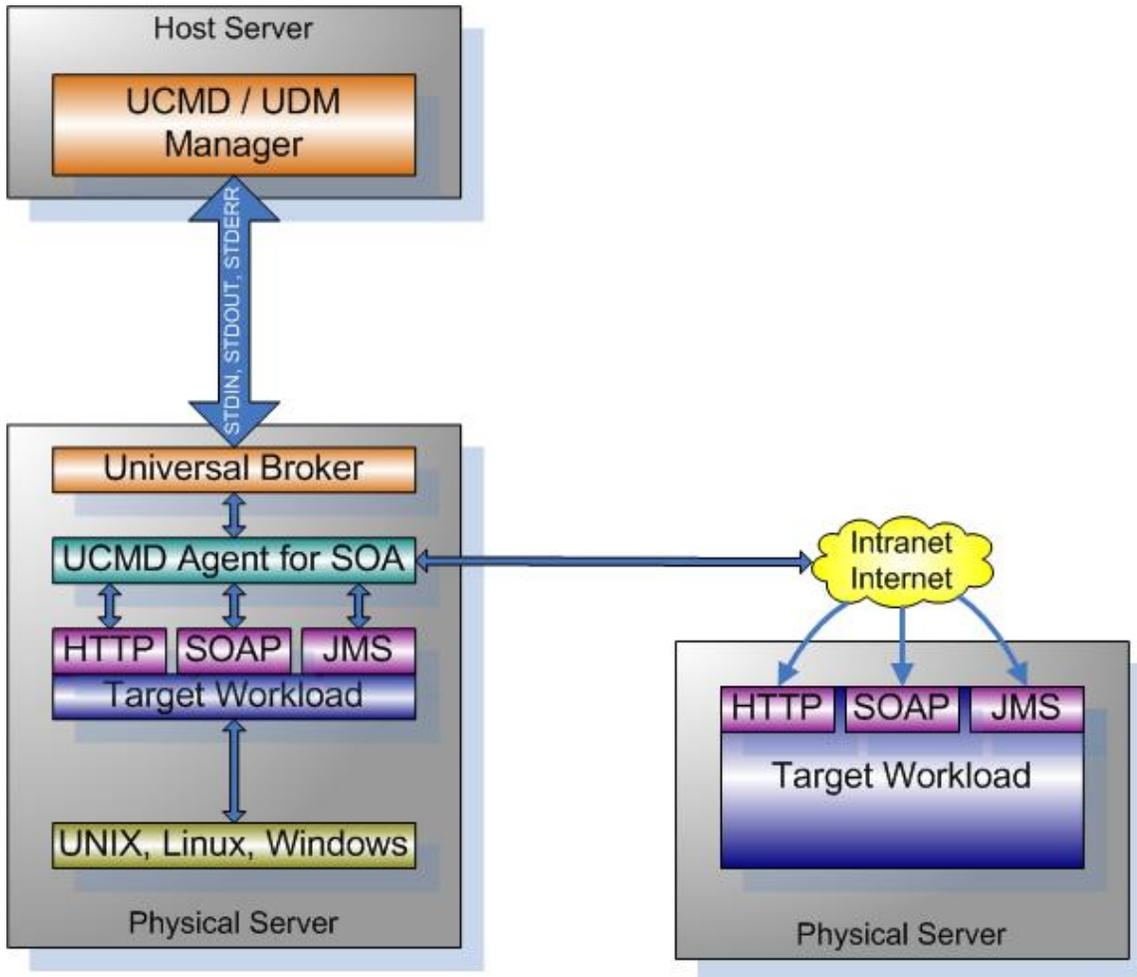 Host Server
UCMD / UDM
Manager
STDIN, STDOUT, STDERR
Universal Broker
UCMD Agent for SOA
HTTP
SOAP
JMS
Target Workload
UNIX, Linux, Windows
Physical Server
Intranet
Internet
HTTP
SOAP
JMS
Target Workload
Physical Server